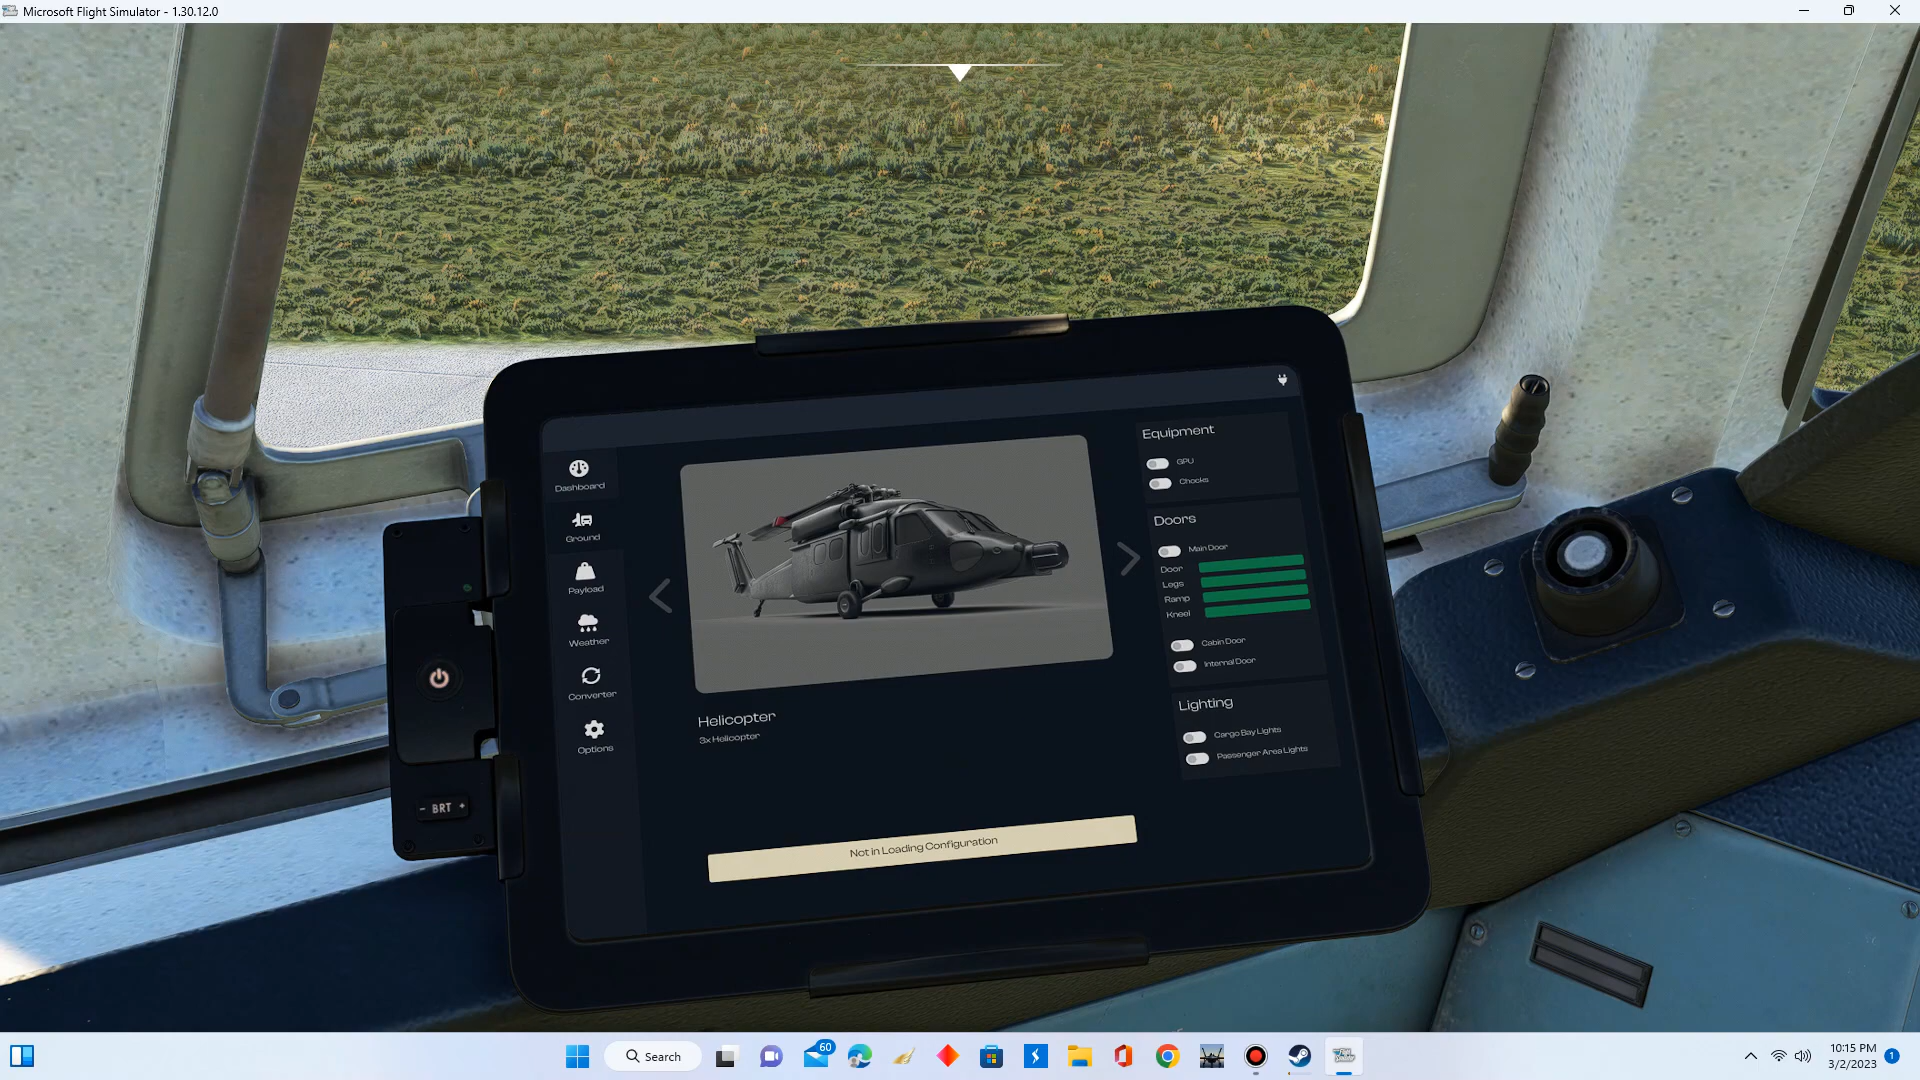 Microsoft Flight Simulator - 1.30.12.0
Dashboard
Ground
Payload
Weather
Converter
Options
Helicopter
3x Helicopter
Not in Loading Configuration
Equipment
GPU
Chocks
Doors
Main Door
Door
Legs
Ramp
Kneel
Cabin Door
Internal Door
Lighting
Cargo Bay Lights
Passenger Area Lights
- BRT +
Search
60
10:15 PM
3/2/2023
1